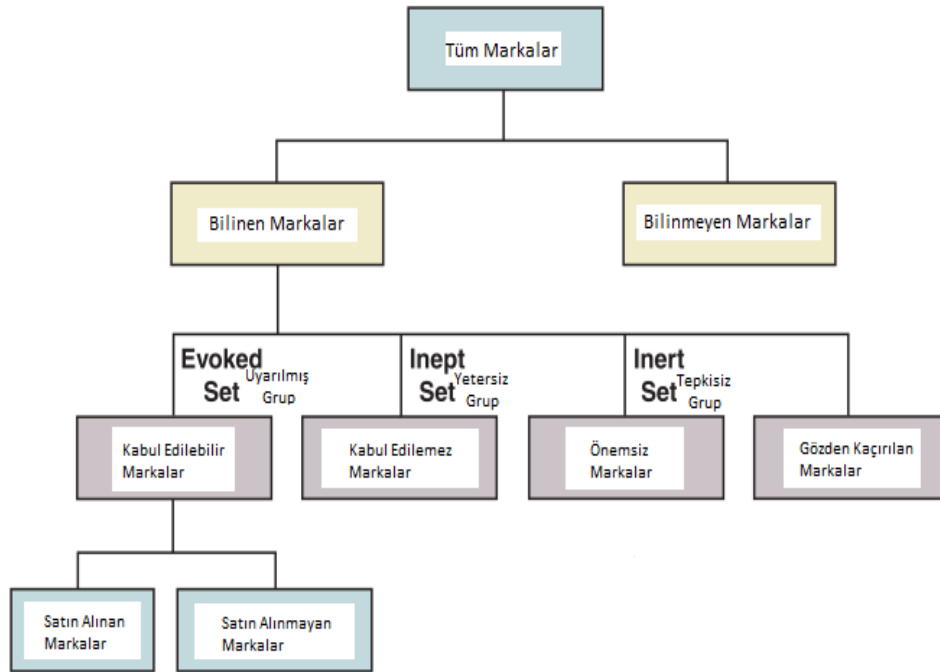 Tüm Markalar
Bilinen Markalar
Bilinmeyen Markalar
Evoked
Set
Uyarılmış
Grup
Inept
Set
Yetersiz
Grup
Inert
Set
Tepkisiz
Grup
Kabul Edilebilir
Markalar
Kabul Edilemez
Markalar
Önemsiz
Markalar
Gözden Kaçırılan
Markalar
Satın Alınan
Markalar
Satın Alınmayan
Markalar